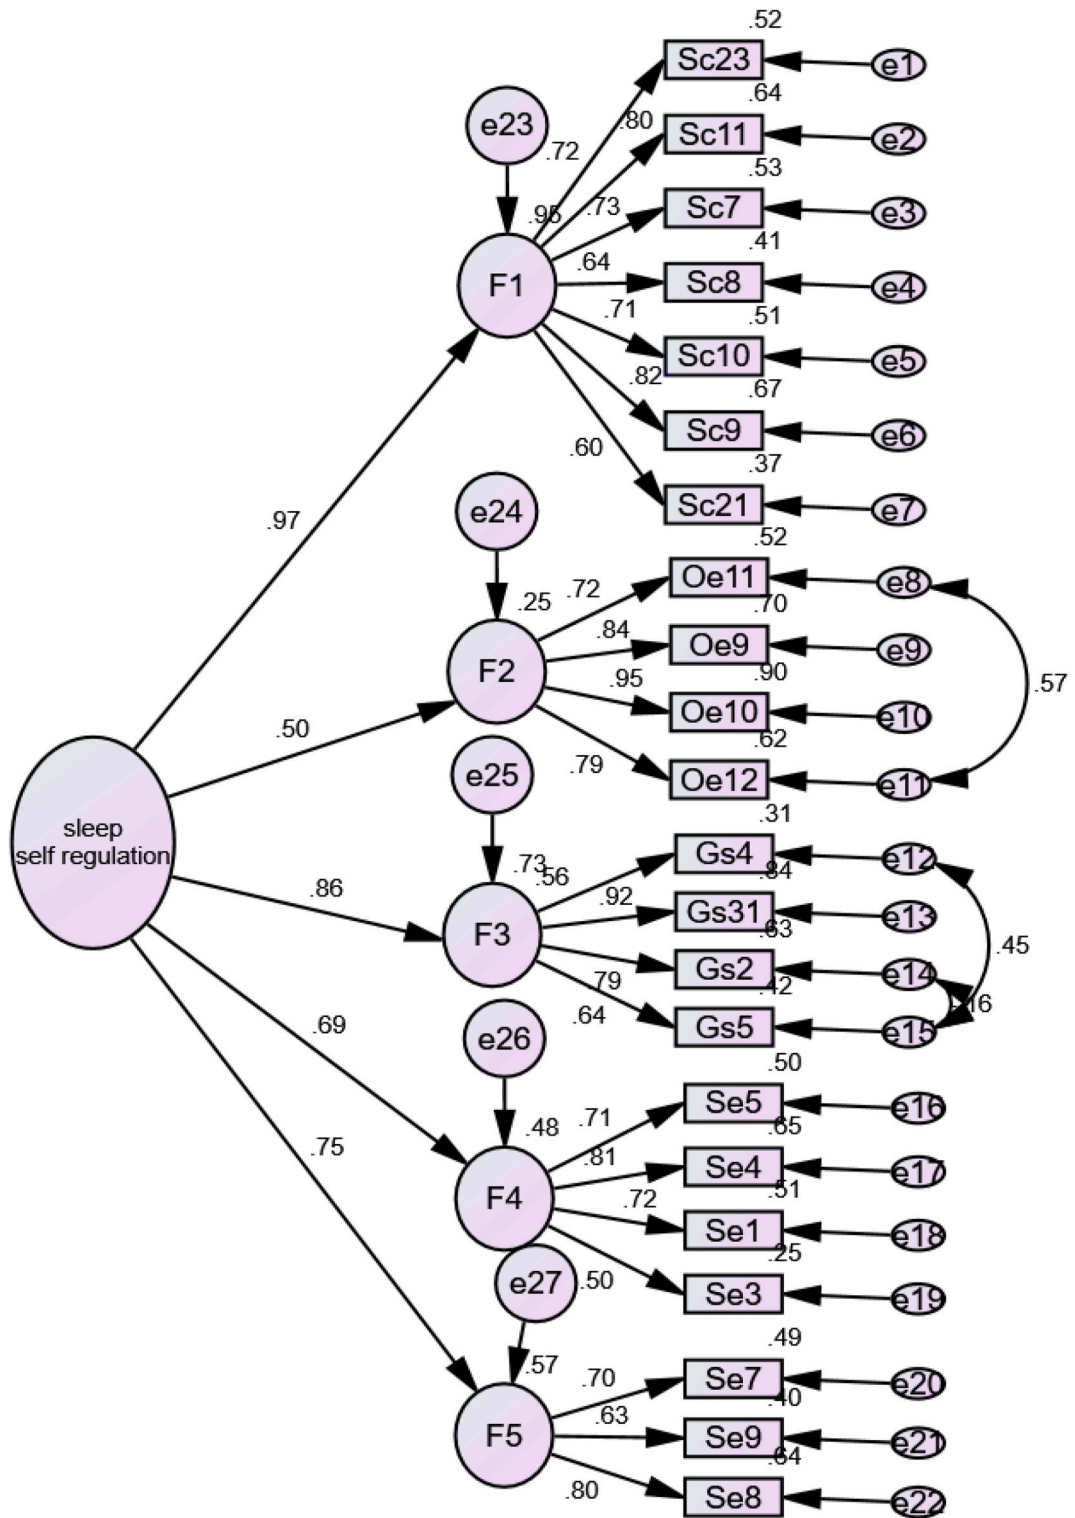 .52
Sc23
e1
.64
e23
.80
.72
Sc11
e2
.53
.95
.73
Sc7
e3
.41
.64
F1
Sc8
e4
.71
.51
Sc10
e5
.82
.67
Sc9
e6
.60
.37
Sc21
e7
.97
e24
.52
Oe11
e8
.72
.25
.70
.84
Oe9
e9
F2
.95
.90
.57
Oe10
e10
.50
.62
.79
Oe12
e11
e25
.31
sleep
self regulation
Gs4
e12
.73
.56
.84
.86
.92
Gs31
e13
F3
.63
.45
Gs2
e14
.79
.42
.64
Gs5
e15
.69
e26
.50
Se5
e16
.48
.71
.65
.75
.81
Se4
e17
F4
.72
.51
Se1
e18
.25
e27
.50
Se3
e19
.49
.57
.70
Se7
e20
.40
.63
F5
Se9
e21
.64
.80
Se8
e22